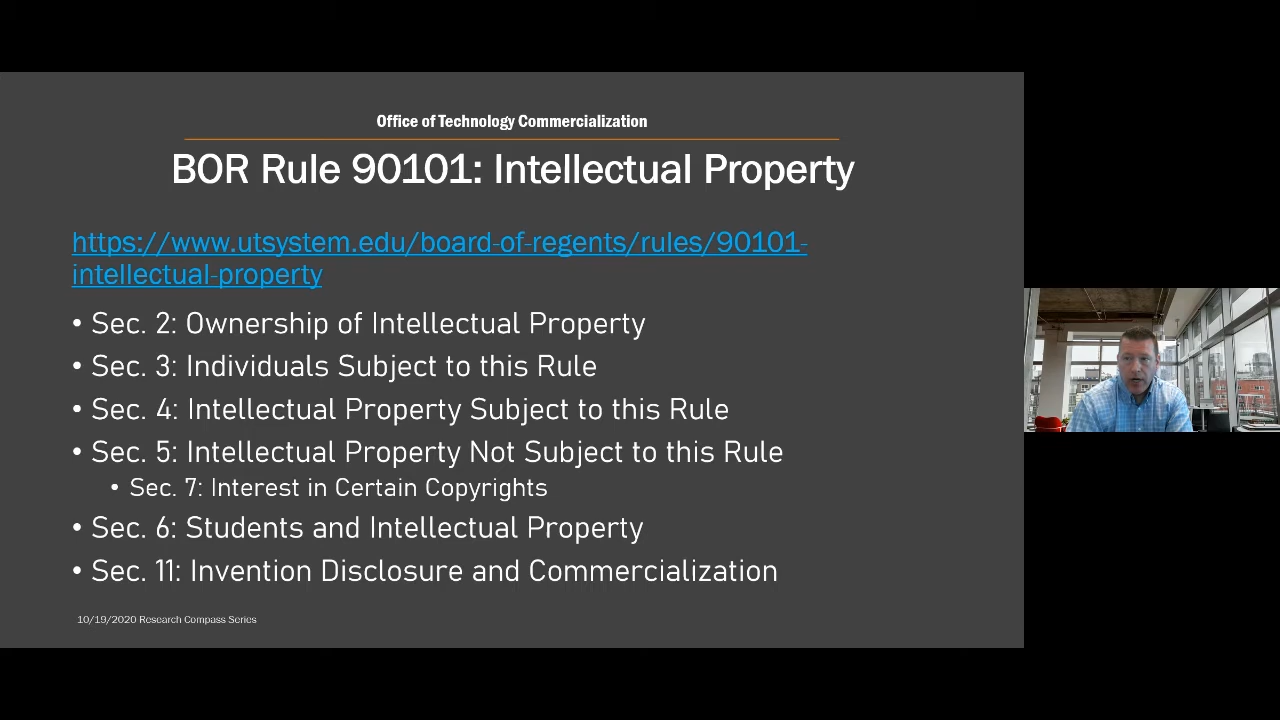 Office of Technology Commercialization
BOR Rule 90101: Intellectual Property
https://www.utsystem.edu/board-of-regents/rules/90101-
intellectual-property
• Sec. 2: Ownership of Intellectual Property
• Sec. 3: Individuals Subject to this Rule
• Sec. 4: Intellectual Property Subject to this Rule
• Sec. 5: Intellectual Property Not Subject to this Rule
• Sec. 7: Interest in Certain Copyrights
• Sec. 6: Students and Intellectual Property
• Sec. 11: Invention Disclosure and Commercialization
10/19/2020 Research Compass Series